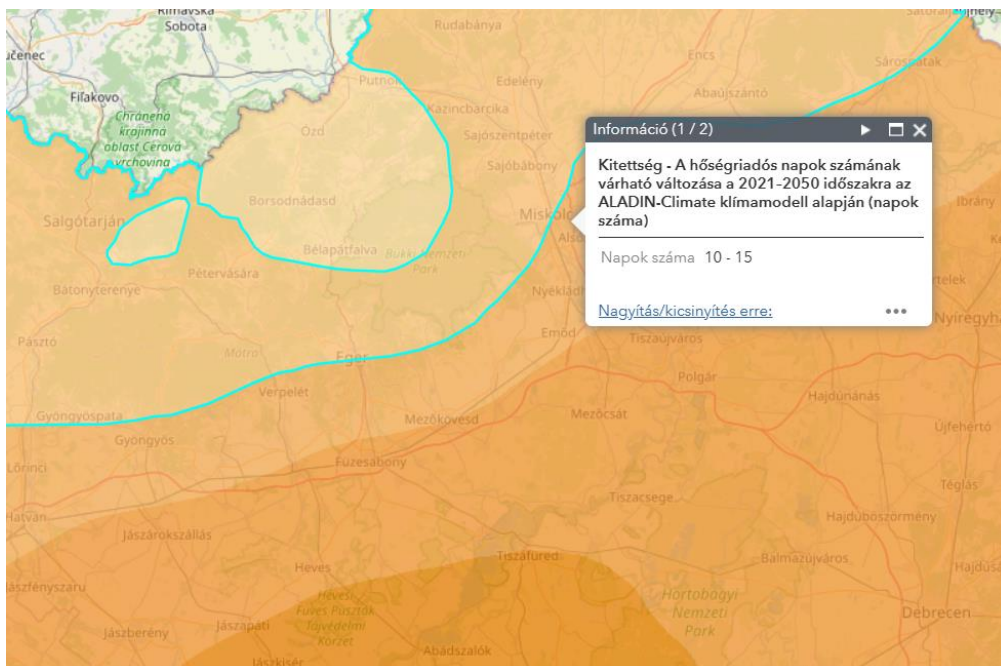 Rimavská
Sobota
Rudabánya
Encs
Sárospatak
Fiľakovo
Putnok
Edelény
Abaújszántó
Chránená
krajinná
oblasť Cerová
vrchovina
Kazincbarcika
Ózd
Sajószentpéter
Sajóbábony
Információ (1 / 2)
Kitettség - A hőségriadós napok számának
várható változása a 2021–2050 időszakra az
ALADIN-Climate klímamodell alapján (napok
száma)
Napok száma 10 - 15
Nagyítás/kicsinyítés erre:
Ibrány
Borsodnádasd
Salgótarján
Bélapátfalva
Bükki Nemzeti
Park
Pétervására
Bátonyterenye
Emőd
Tiszaújváros
Pásztó
Mátra
Eger
Polgár
Verpelét
Hajdúnánás
Gyöngyöspata
Mezőkövesd
Mezőcsát
Újfehértó
Gyöngyös
Lőrinci
Füzesabony
Téglás
Hatvan
Tiszacsege
Hajdúböszörmény
Jászárokszállás
Tiszafüred
Balmazújváros
Heves
Jászfényszaru
Hevesi
Füves Puszták
Tájvédelmi
Körzet
Hortobágyi
Nemzeti
Park
Debrecen
Jászberény
Jászapáti
Abádszalók
Jászkisér